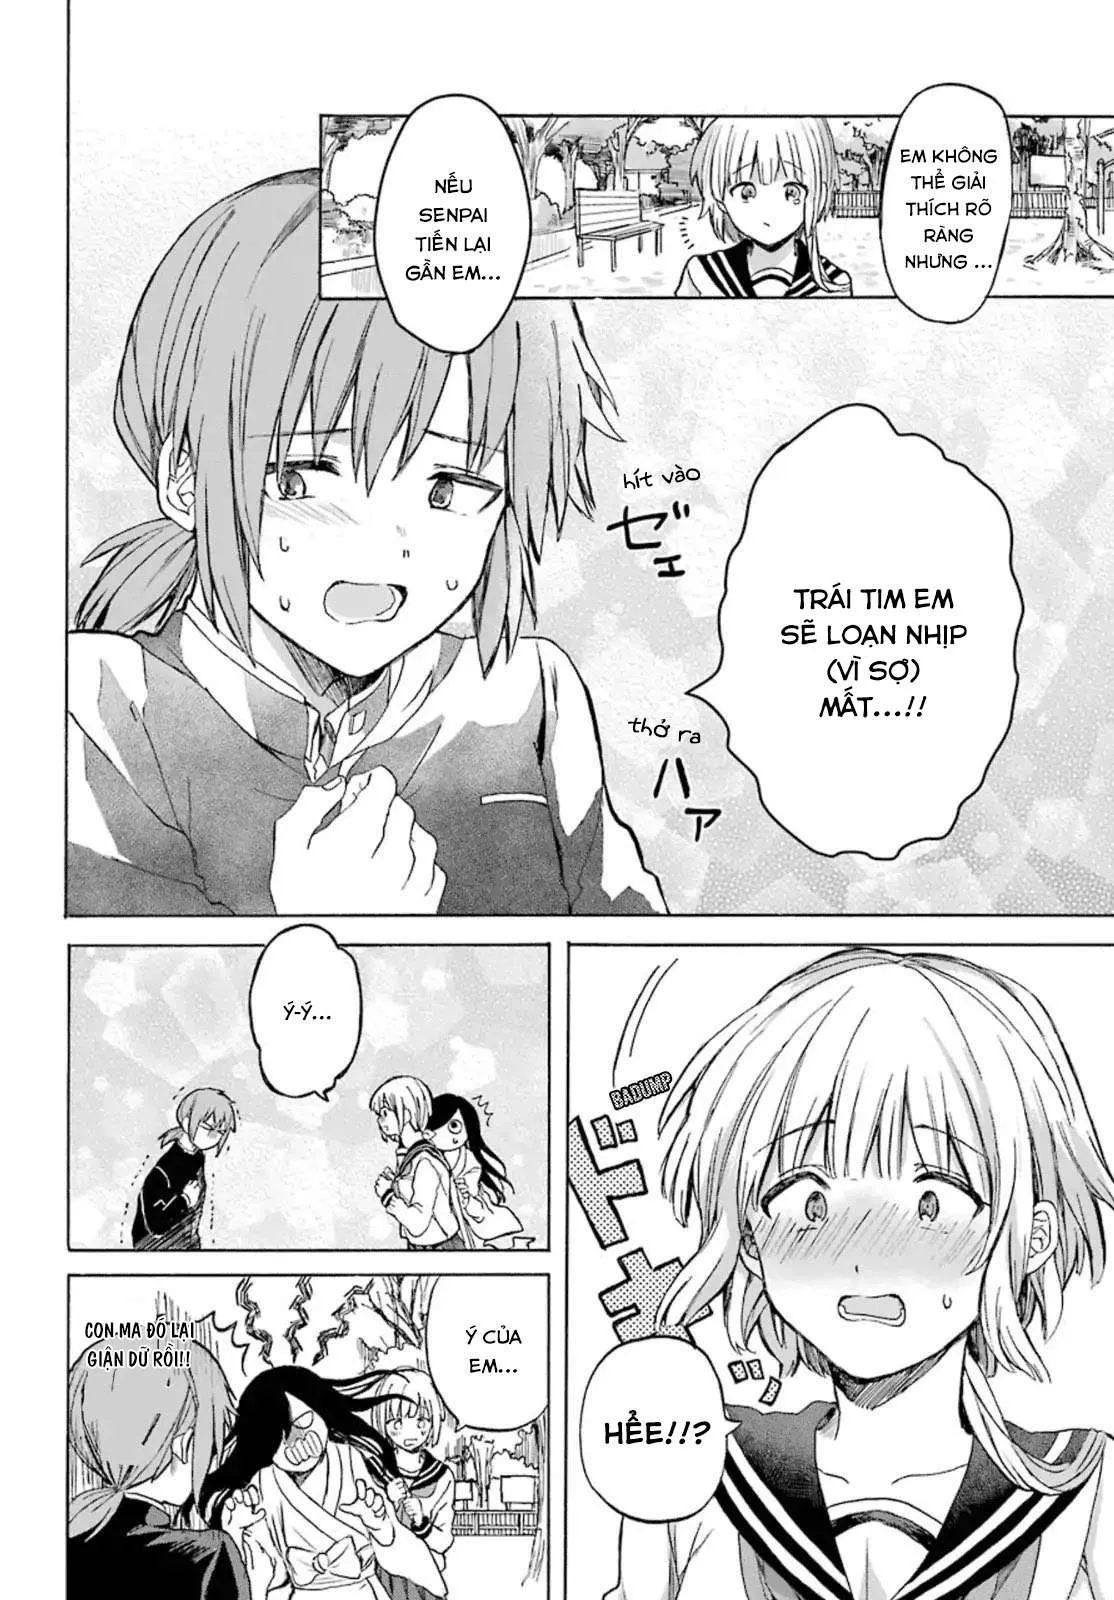 EM KHÔNG
THỂ GIẢI
THÍCH RÕ
RÀNG
NHƯNG ...
NẾU
SENPAI
TIẾN LẠI
GẦN EM...
hít vào
ゼェ
TRÁI TIM EM
SẼ LOẠN NHỊP
(VÌ SỢ)
MẤT...!!
thở ra
ハァ
BADUMP
ドキ
HỂE!!?
Ý-Ý...
Ý CỦA
EM...
CON MA ĐÓ LẠI
GIẬN DỮ RỒI!!